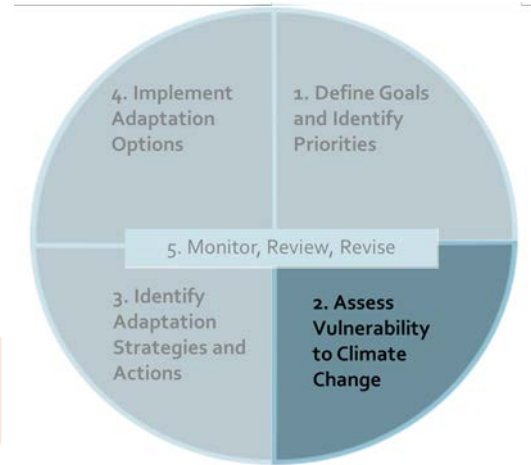 4. Implement
Adaptation
Options
1. Define Goals
and Identify
Priorities
5. Monitor, Review, Revise
3. Identify
Adaptation
Strategies and
Actions
2. Assess
Vulnerability
to Climate
Change